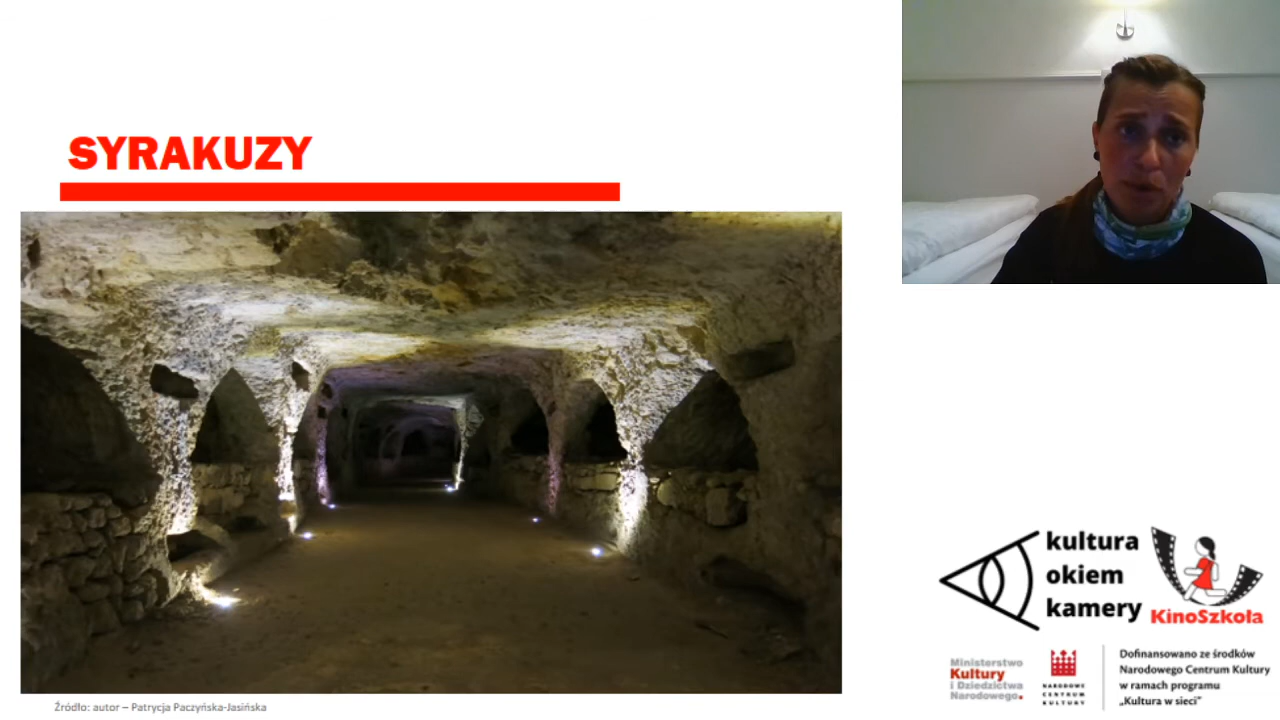 SYRAKUZY
Źródło: autor – Patrycja Paczyńska-Jasińska
kultura
okiem
kamery
KinoSzkoła
Ministerstwo
Kultury
i Dziedzictwa
Narodowego.
NARODOWE
CENTRUM
KULTURY
Dofinansowano ze środków
Narodowego Centrum Kultury
w ramach programu
„Kultura w sieci”